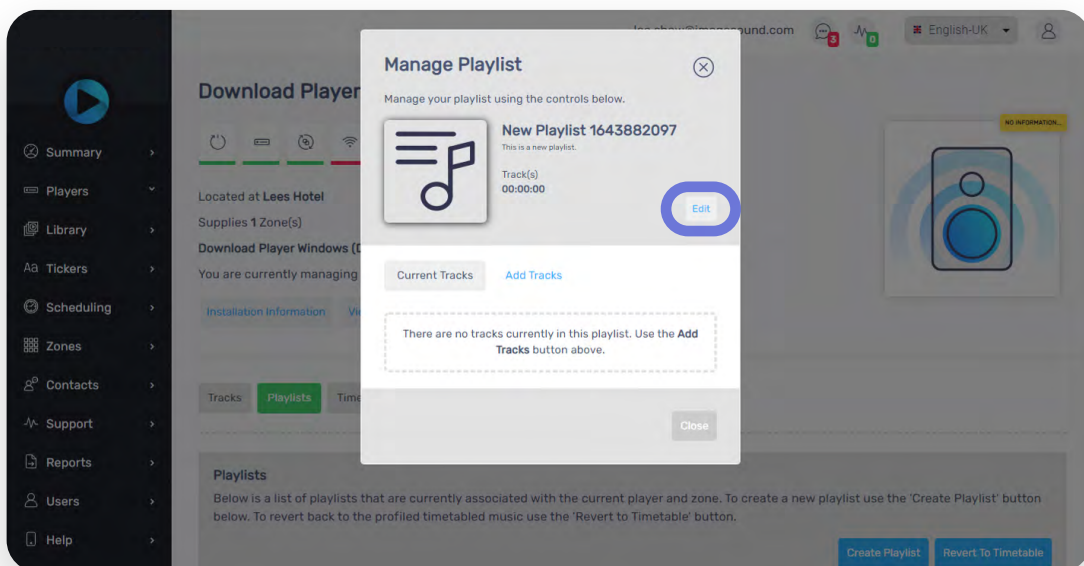 und.com
3
0
English-UK
Manage Playlist
Manage your playlist using the controls below.
New Playlist 1643882097
This is a new playlist.
Track(s)
00:00:00
Edit
Current Tracks
Add Tracks
There are no tracks currently in this playlist. Use the Add
Tracks button above.
Close
Summary
Players
Library
Aa Tickers
Scheduling
Zones
Contacts
Support
Reports
Users
Help
Download Player
NO INFORMATION...
Located at Lees Hotel
Supplies 1 Zone(s)
Download Player Windows (D
You are currently managing
Installation Information
Vie
Tracks
Playlists
Time
Playlists
Below is a list of playlists that are currently associated with the current player and zone. To create a new playlist use the 'Create Playlist' button
below. To revert back to the profiled timetabled music use the 'Revert to Timetable' button.
Create Playlist
Revert To Timetable